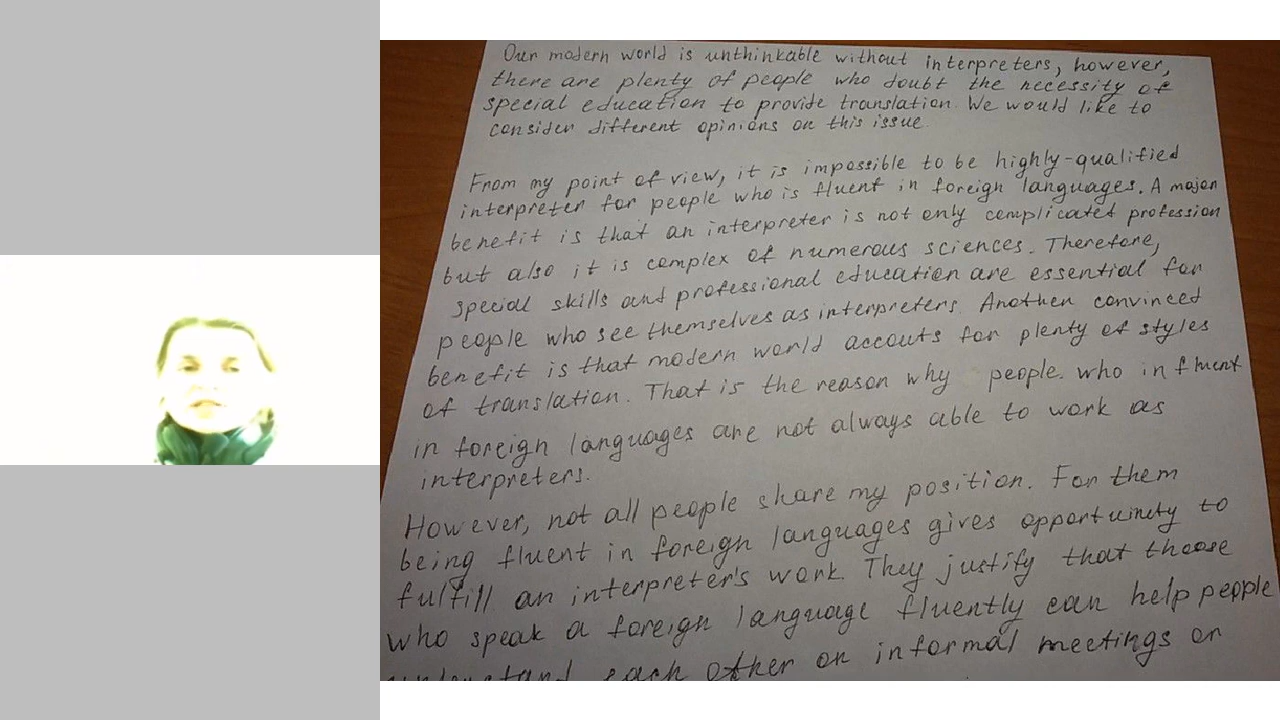 Our modern world is unthinkable without interpreters, however,
there are plenty of people who doubt the necessity of
special education to provide translation. We would like to
consider different opinions on this issue.
From my point of view, it is impossible to be highly-qualified
interpreter for people who is fluent in foreign languages. A major
benefit is that an interpreter is not only complicated profession
but also it is complex of numerous sciences. Therefore,
special skills and professional education are essential for
people who see themselves as interpreters. Another convinced
benefit is that modern world accouts for plenty of styles
of translation. That is the reason why people. who in fluent
in foreign languages are not always able to work as
interpreters.
However, not all people share my position. For them
being fluent in foreign languages gives opportuinety to
fulfill an interpreter's work. They justify that thoose
who speak a foreign language fluently can help people
understand each other on informal meetings or